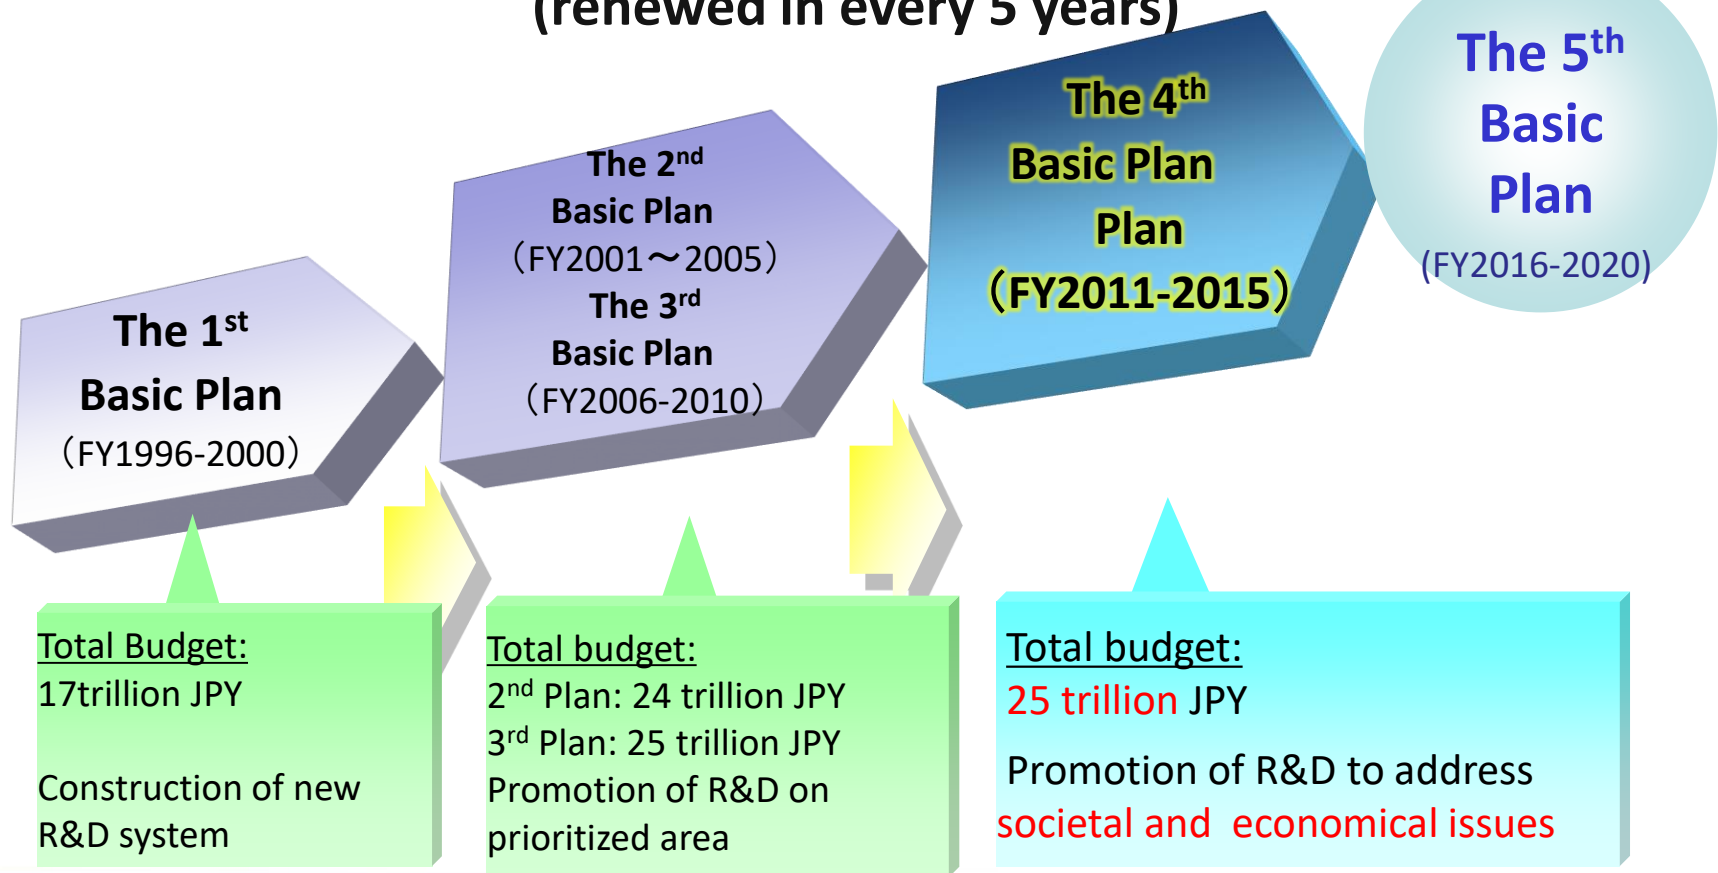 (renewed in every 5 years)
The 1st
Basic Plan
（FY1996-2000）
The 2nd
Basic Plan
（FY2001～2005）
The 3rd
Basic Plan
（FY2006-2010）
The 4th
Basic Plan
Plan
（FY2011-2015）
The 5th
Basic
Plan
(FY2016-2020)
Total Budget:
17trillion JPY
Construction of new
R&D system
Total budget:
2nd Plan: 24 trillion JPY
3rd Plan: 25 trillion JPY
Promotion of R&D on
prioritized area
Total budget:
25 trillion JPY
Promotion of R&D to address
societal and  economical issues